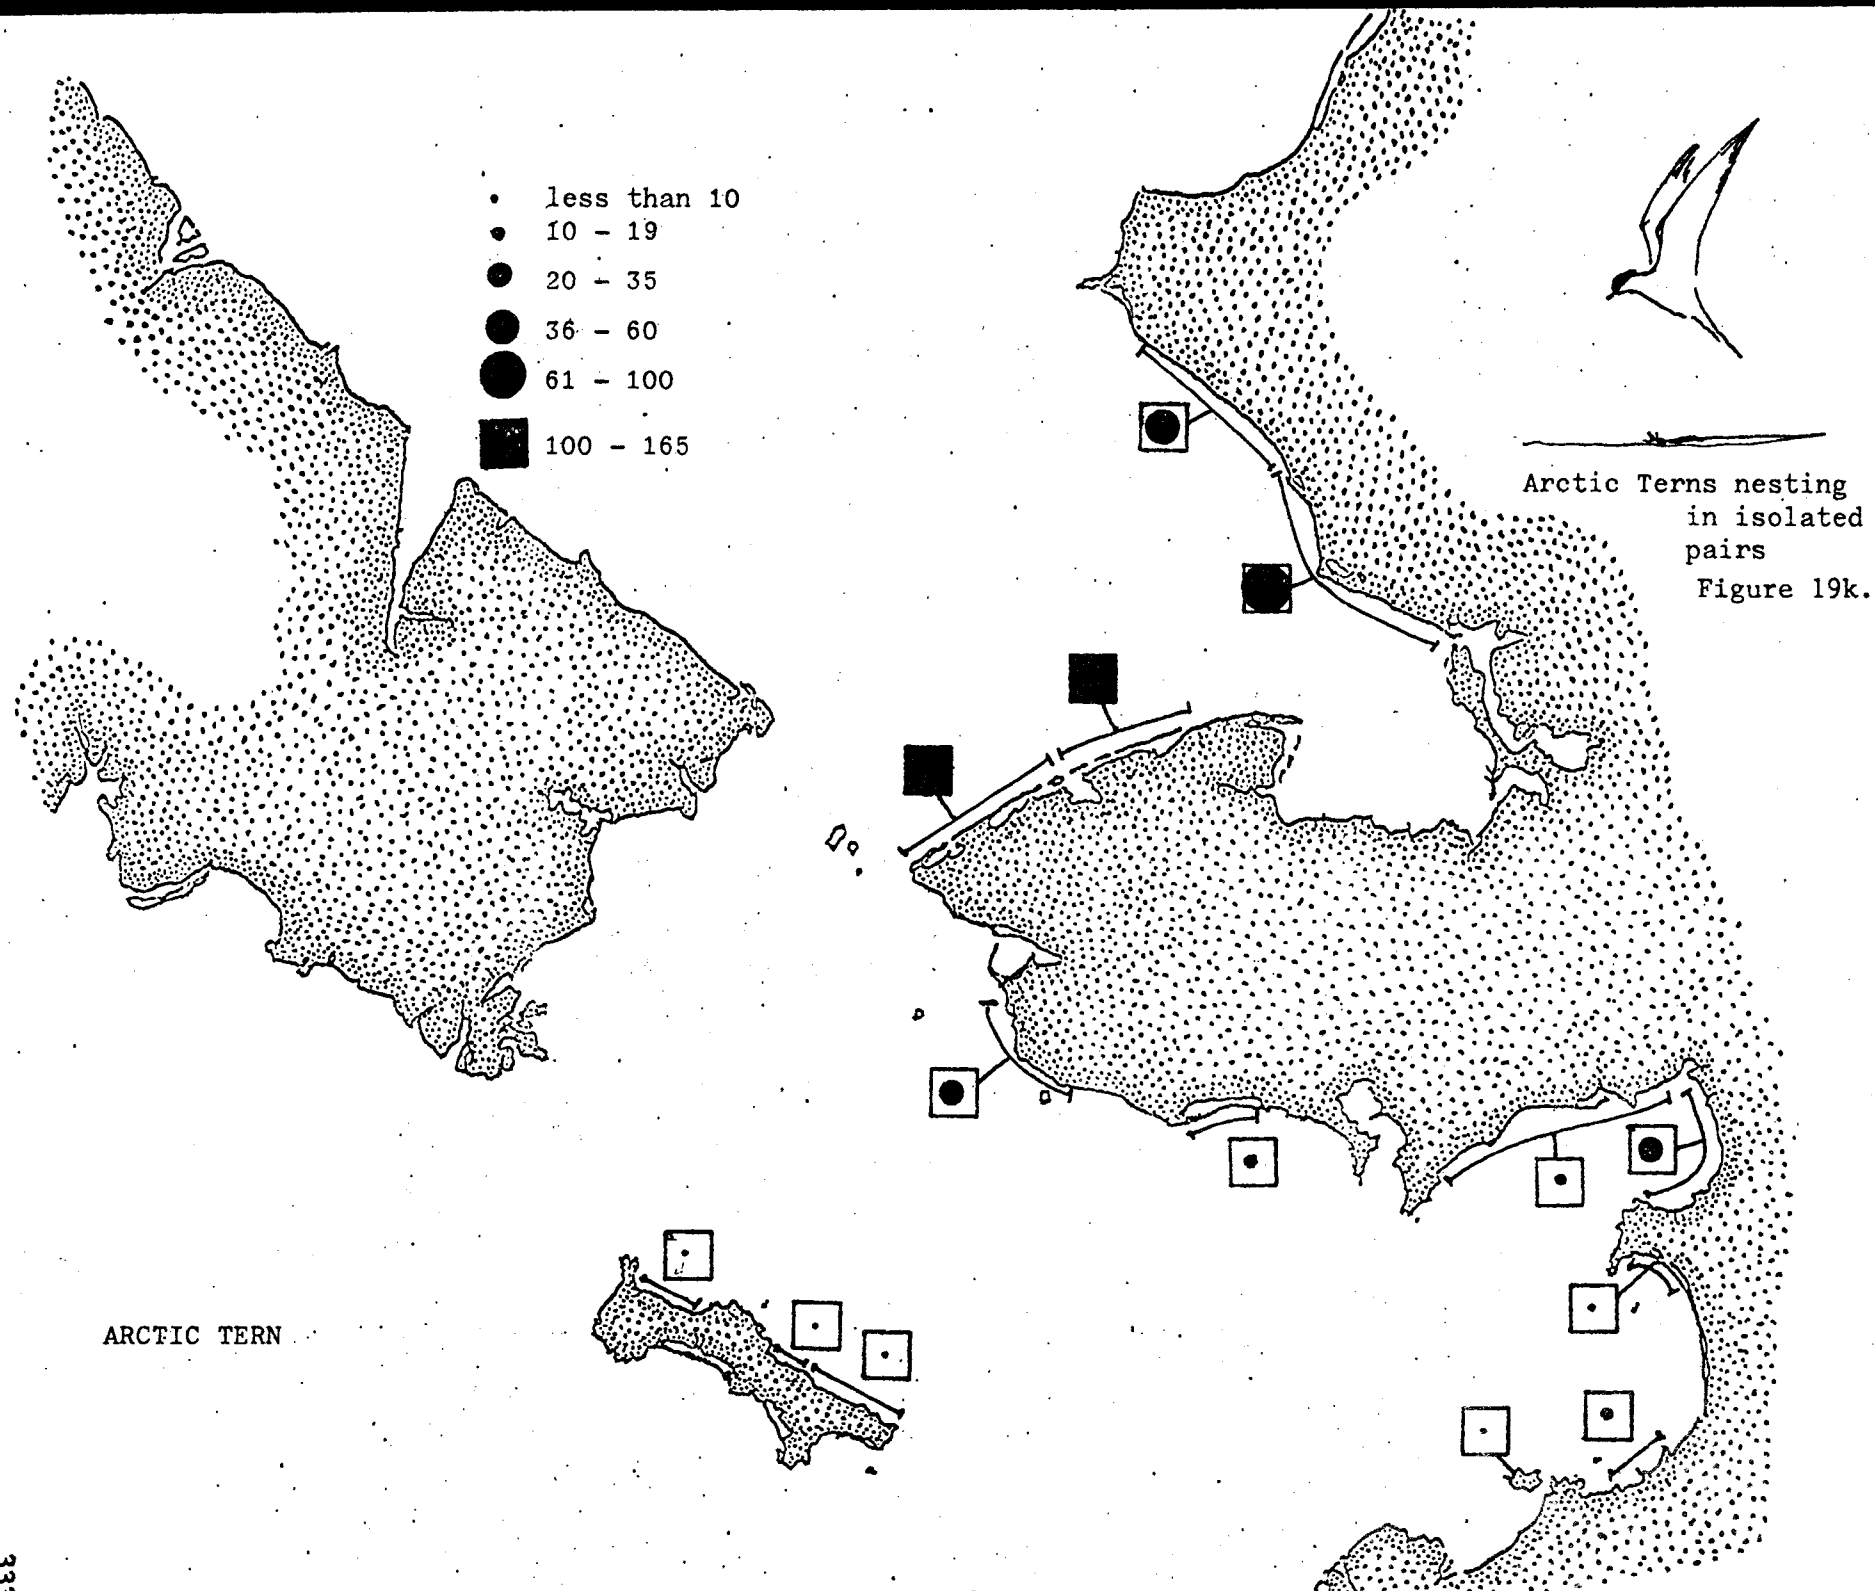 less than 10
10 - 19
20 - 35
36 - 60
61 - 100
100 - 165
Arctic Terns nesting
in isolated
pairs
Figure 19k.
ARCTIC TERN